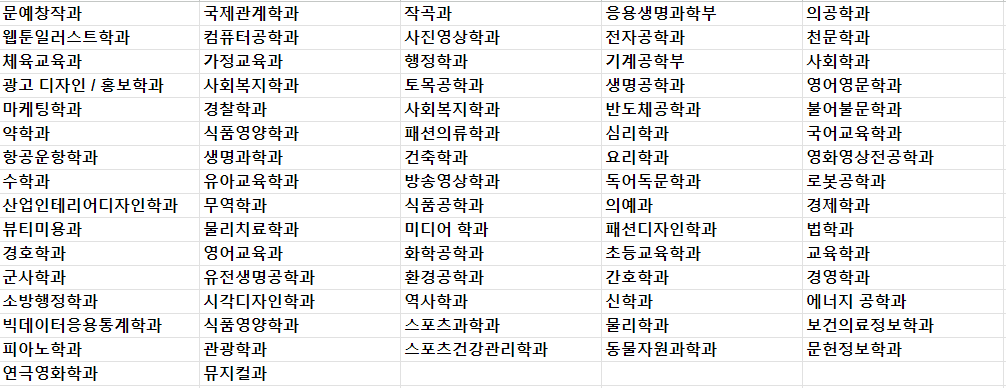 문예창작과 국제관계학과 작곡과 응용생명과학부 의공학과
웹툰일러스트학과 컴퓨터공학과 사진영상학과 전자공학과 천문학과
체육교육과 가정교육과 행정학과 기계공학부 사회학과
광고 디자인 / 홍보학과 사회복지학과 토목공학과 생명공학과 영어영문학과
마케팅학과 경찰학과 사회복지학과 반도체공학과 불어불문학과
약학과 식품영양학과 패션의류학과 심리학과 국어교육학과
항공운항학과 생명과학과 건축학과 요리학과 영화영상전공학과
수학과 유아교육학과 방송영상학과 독어독문학과 로봇공학과
산업인테리어디자인학과 무역학과 식품공학과 의예과 경제학과
뷰티미용과 물리치료학과 미디어 학과 패션디자인학과 법학과
경호학과 영어교육과 화학공학과 초등교육학과 교육학과
군사학과 유전생명공학과 환경공학과 간호학과 경영학과
소방행정학과 시각디자인학과 역사학과 신학과 에너지 공학과
빅데이터응용통계학과 식품영양학과 스포츠과학과 물리학과 보건의료정보학과
피아노학과 관광학과 스포츠건강관리학과 동물자원과학과 문헌정보학과
연극영화학과 뮤지컬과